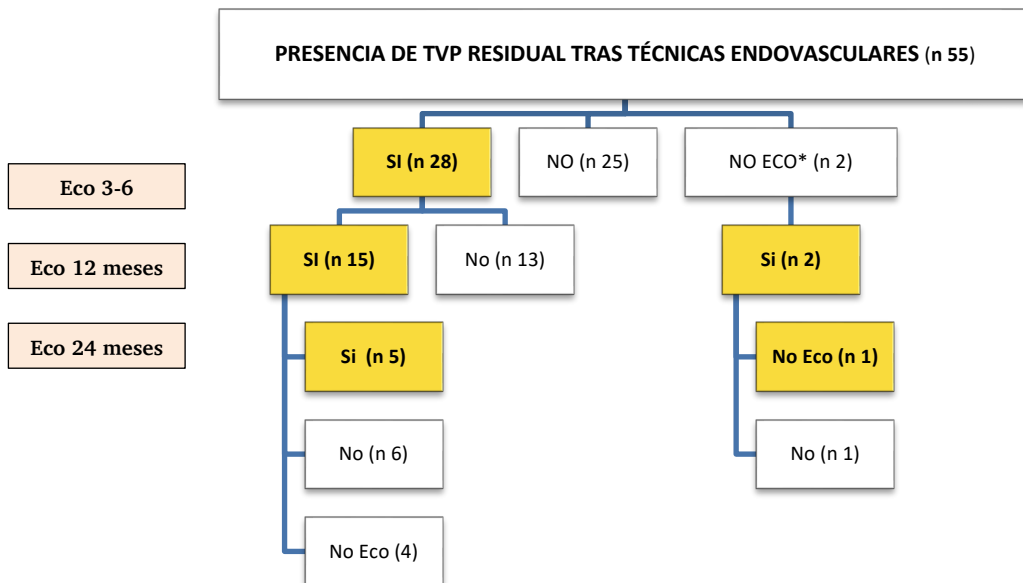 PRESENCIA DE TVP RESIDUAL TRAS TÉCNICAS ENDOVASCULARES (n 55)
SI (n 28)
NO (n 25)
NO ECO* (n 2)
Eco 3-6
SI (n 15)
No (n 13)
Si (n 2)
Eco 12 meses
Si (n 5)
No Eco (n 1)
Eco 24 meses
No (n 6)
No (n 1)
No Eco (4)